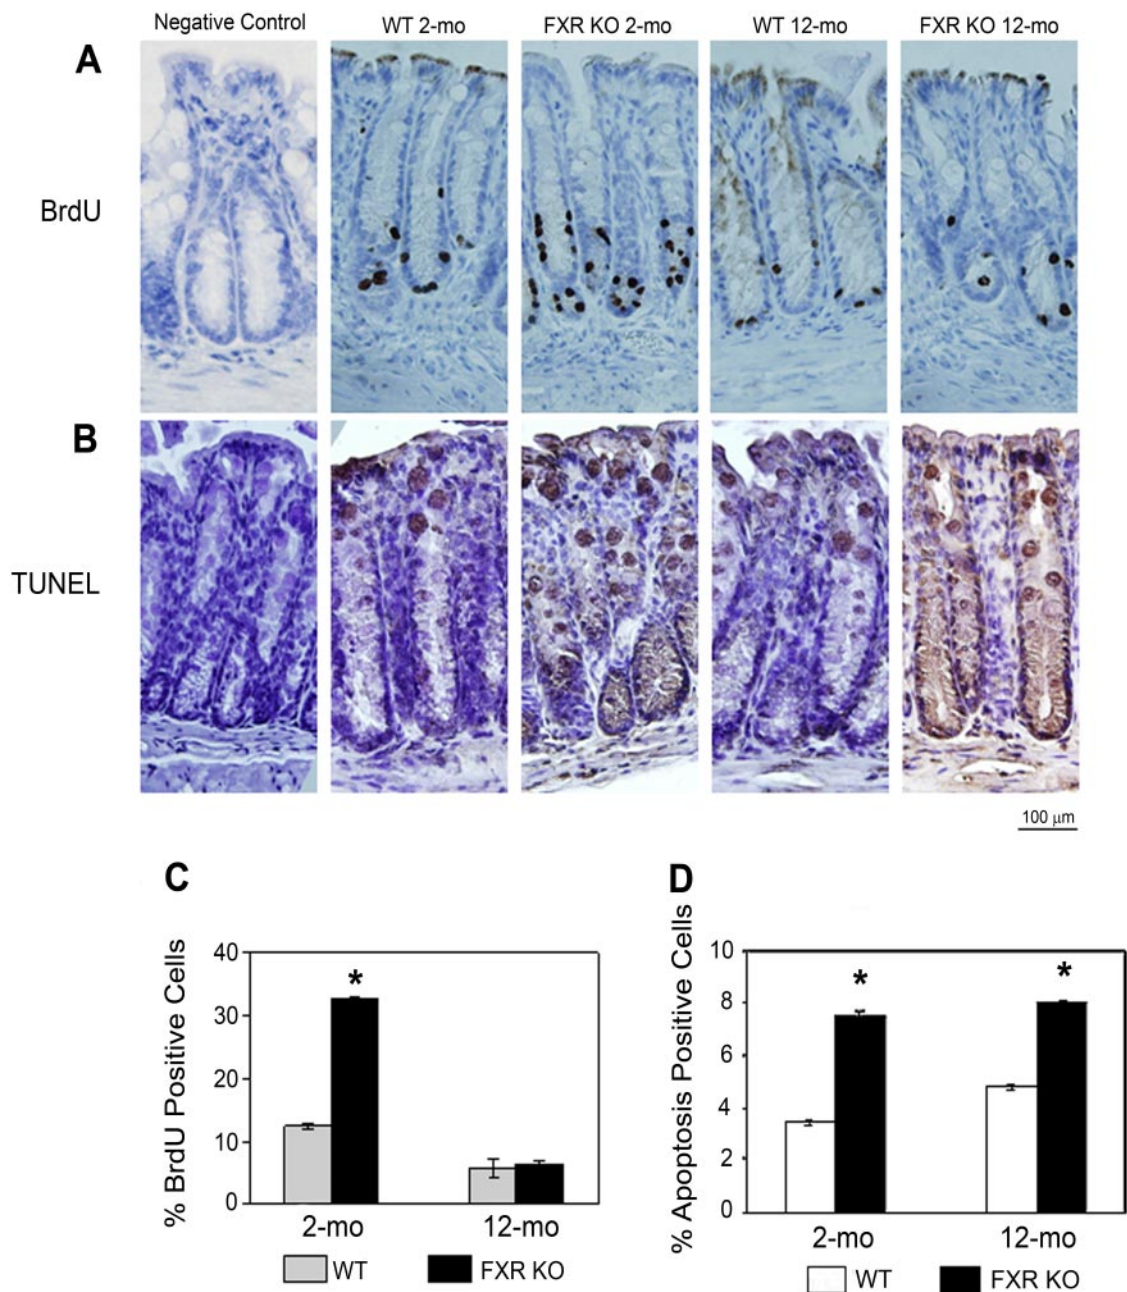 Negative Control WT 2-mo FXR KO 2-mo WT 12-mo FXR KO 12-mo
A
BrdU
B
TUNEL
100 μm
C
% BrdU Positive Cells
40
30
20
10
0
*
2-mo 12-mo
WT FXR KO
D
% Apoptosis Positive Cells
10
8
6
4
2
0
* *
2-mo 12-mo
WT FXR KO